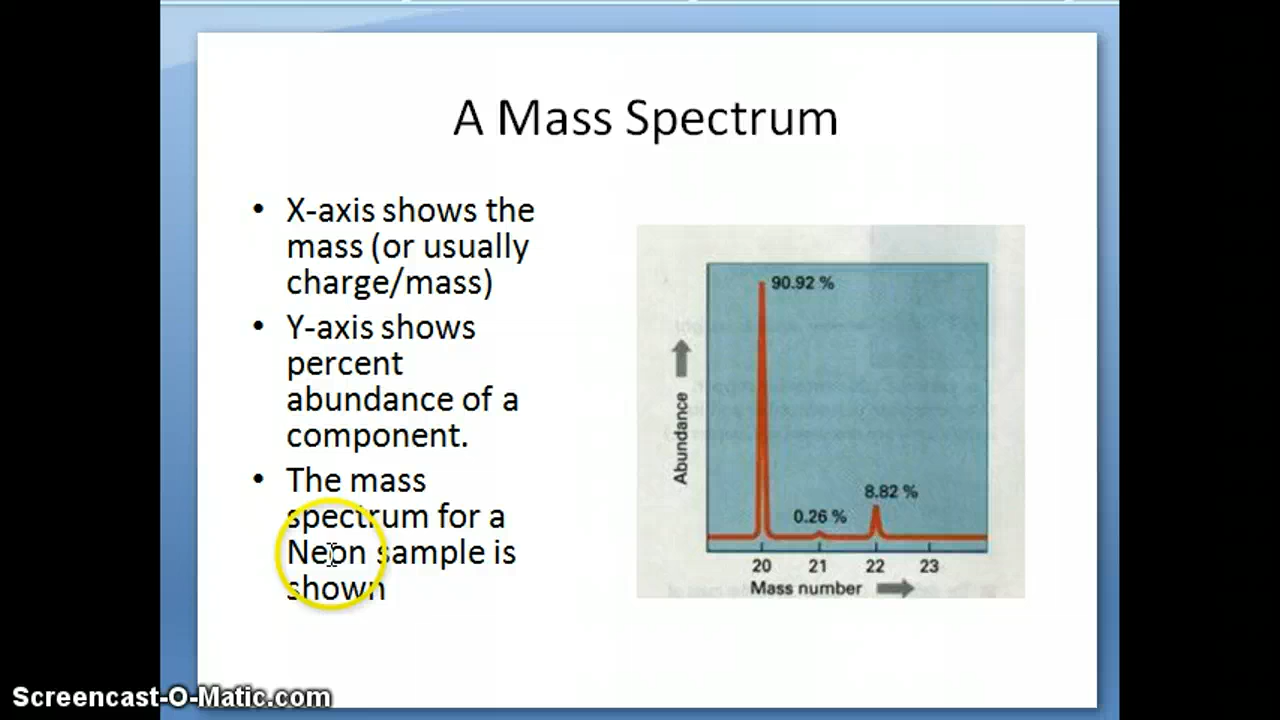 A Mass Spectrum
• X-axis shows the
mass (or usually
charge/mass)
• Y-axis shows
percent
abundance of a
component.
• The mass
spectrum for a
Neon sample is
shown
90.92 %
8.82 %
0.26 %
Abundance
20 21 22 23
Mass number
Screencast-O-Matic.com